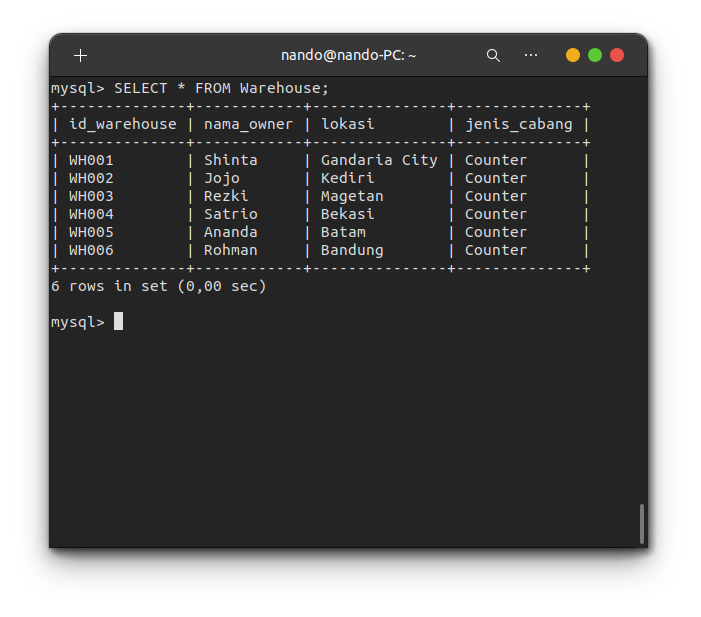 nando@nando-PC: ~
mysql> SELECT * FROM Warehouse;
+--------------+------------+---------------+--------------+
| id_warehouse | nama_owner | lokasi        | jenis_cabang |
+--------------+------------+---------------+--------------+
| WH001        | Shinta     | Gandaria City | Counter      |
| WH002        | Jojo       | Kediri        | Counter      |
| WH003        | Rezki      | Magetan       | Counter      |
| WH004        | Satrio     | Bekasi        | Counter      |
| WH005        | Ananda     | Batam         | Counter      |
| WH006        | Rohman     | Bandung       | Counter      |
+--------------+------------+---------------+--------------+
6 rows in set (0,00 sec)
mysql>